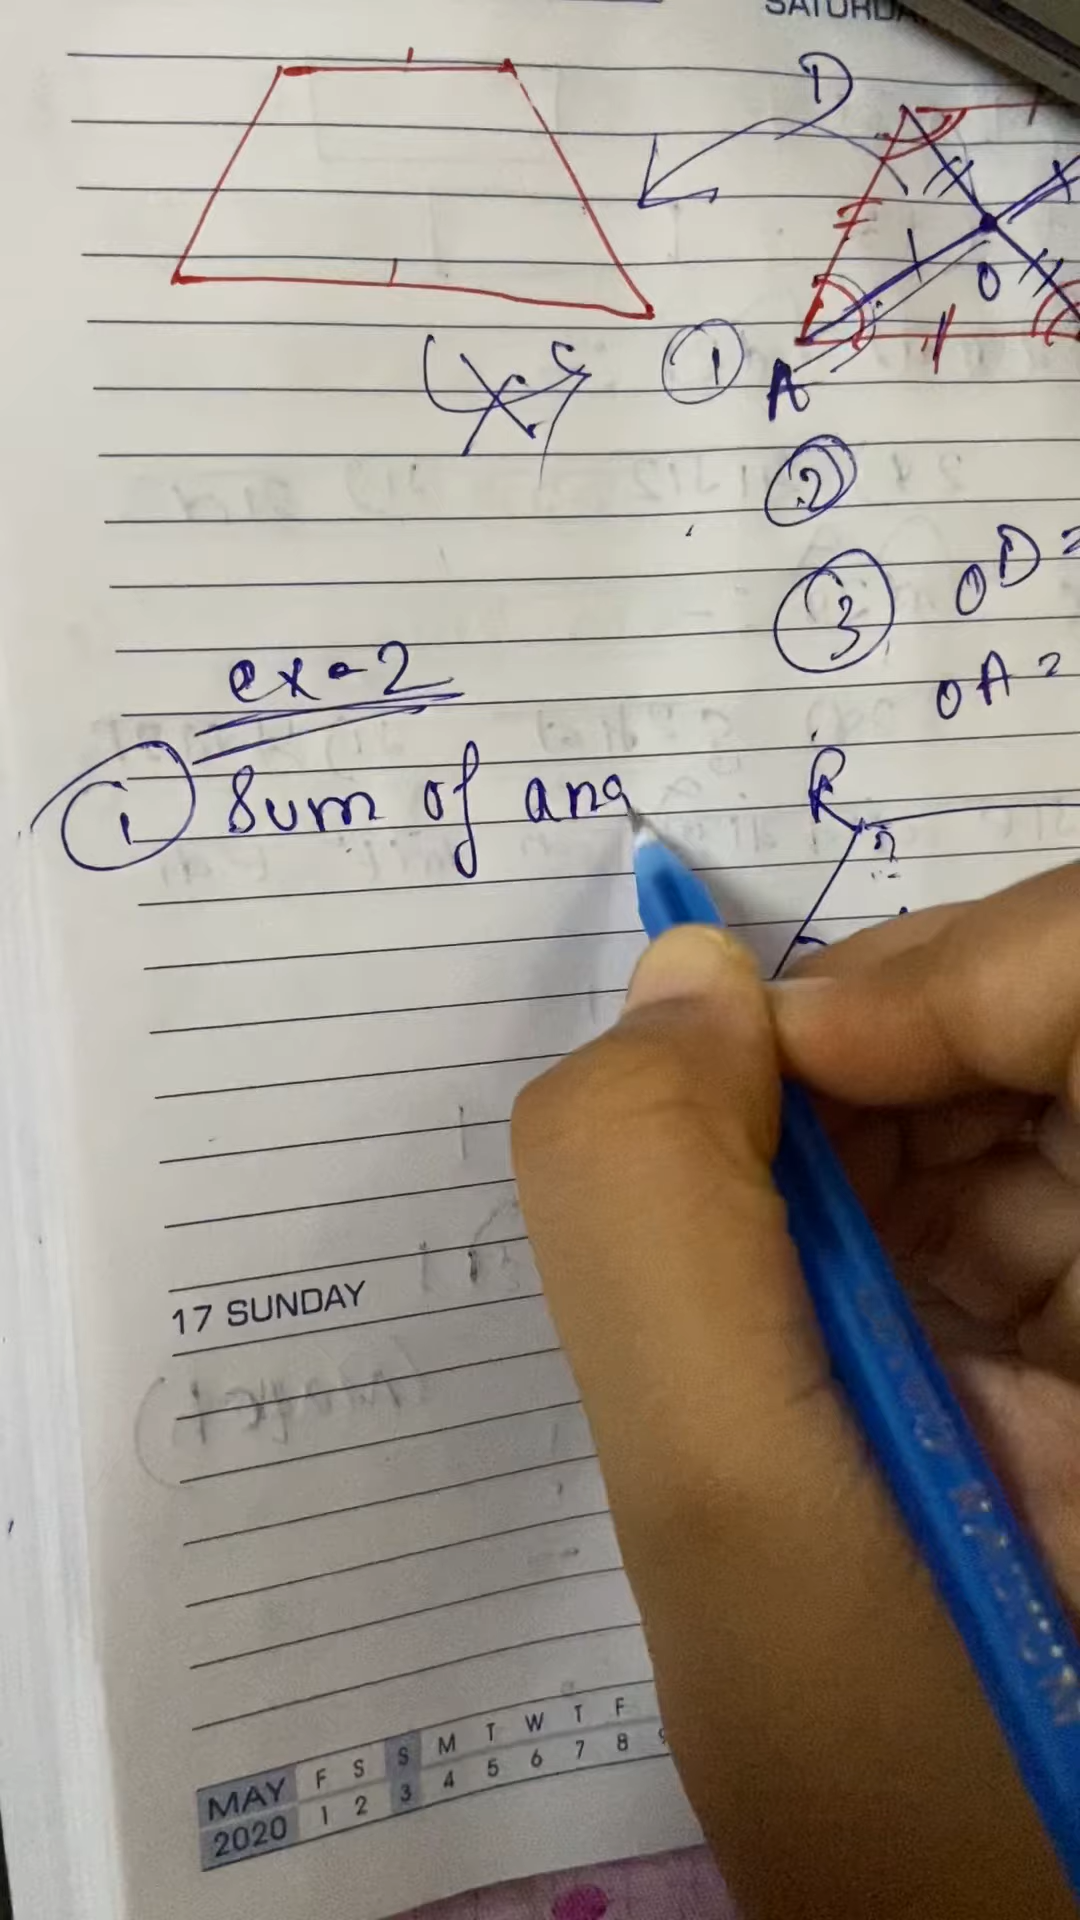 SATURDA
D
O
1
A
2
3
OD =
OA =
ex-2
1 Sum of ang
R
17 SUNDAY
MAY F S S M T W T F
2020 1 2 3 4 5 6 7 8 9